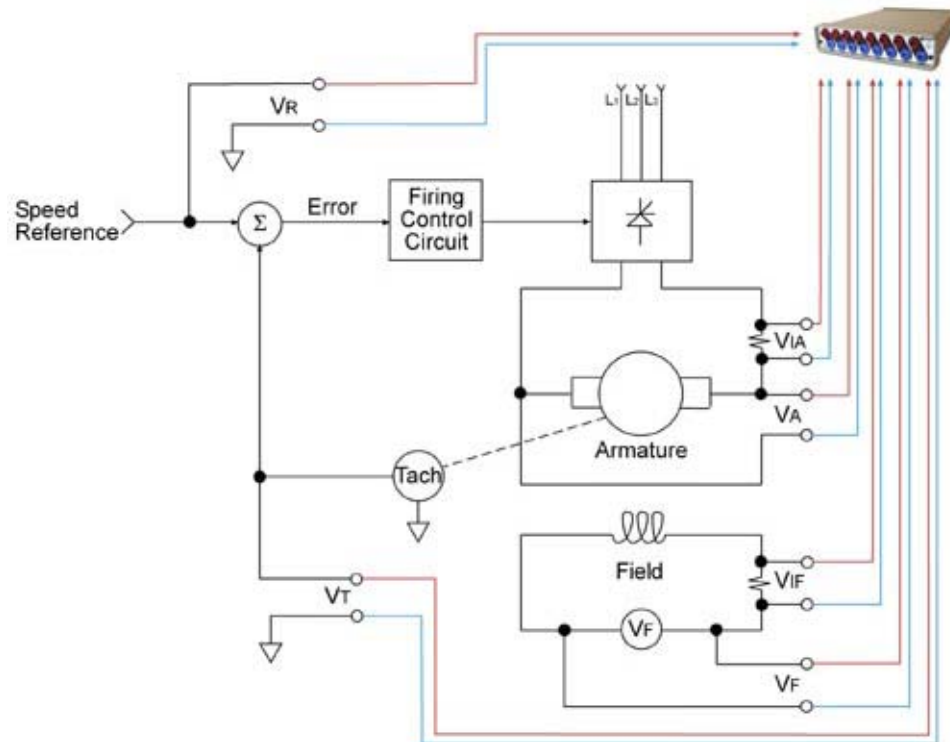 VR
L1 L2 L3
Speed
Reference
Σ
Error
Firing
Control
Circuit
VIA
VA
Armature
Tach
Field
VIF
VT
VF
VF